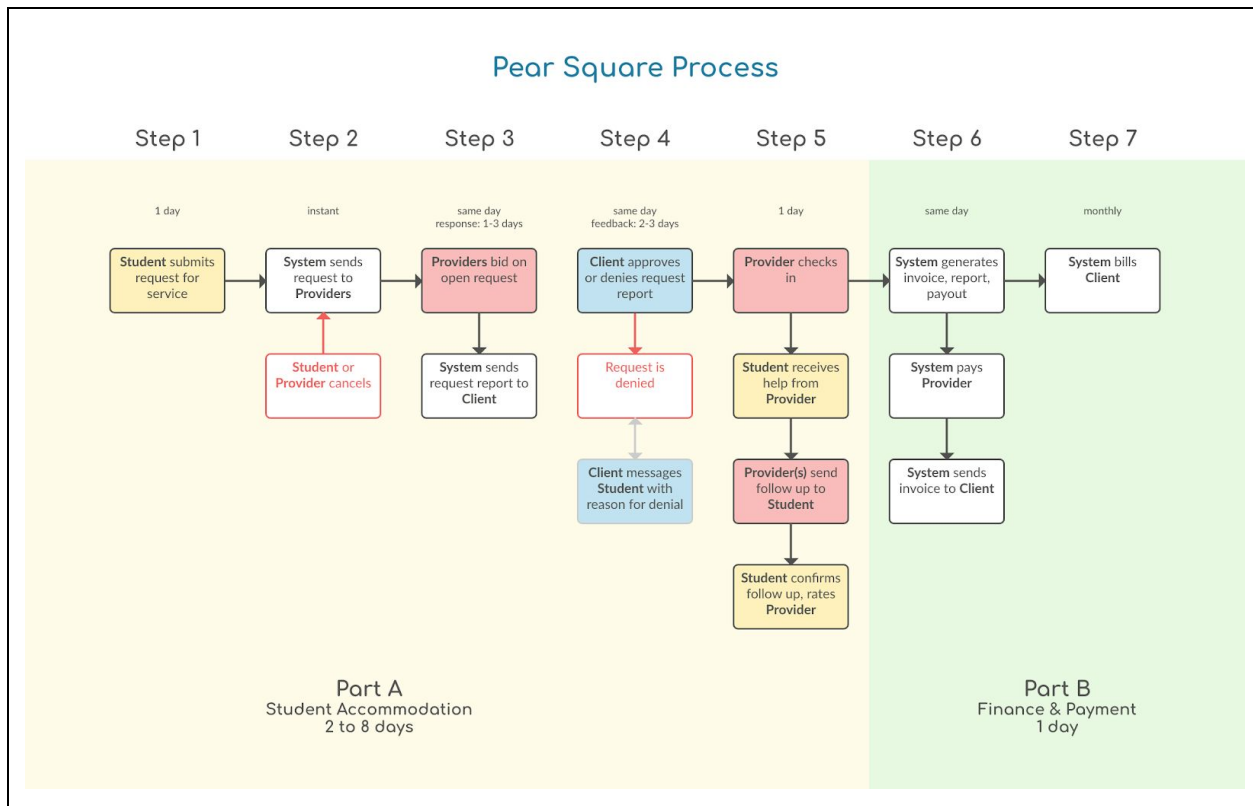 Pear Square Process
Step 1
Step 2
Step 3
Step 4
Step 5
Step 6
Step 7
1 day
instant
same day
response: 1-3 days
same day
feedback: 2-3 days
1 day
same day
monthly
Student submits
request for
service
System sends
request to
Providers
Providers bid on
open request
Client approves
or denies request
report
Provider checks
in
System generates
invoice, report,
payout
System bills
Client
Student or
Provider cancels
System sends
request report to
Client
Request is
denied
Student receives
help from
Provider
System pays
Provider
Client messages
Student with
reason for denial
Provider(s) send
follow up to
Student
System sends
invoice to Client
Student confirms
follow up, rates
Provider
Part A
Student Accommodation
2 to 8 days
Part B
Finance & Payment
1 day